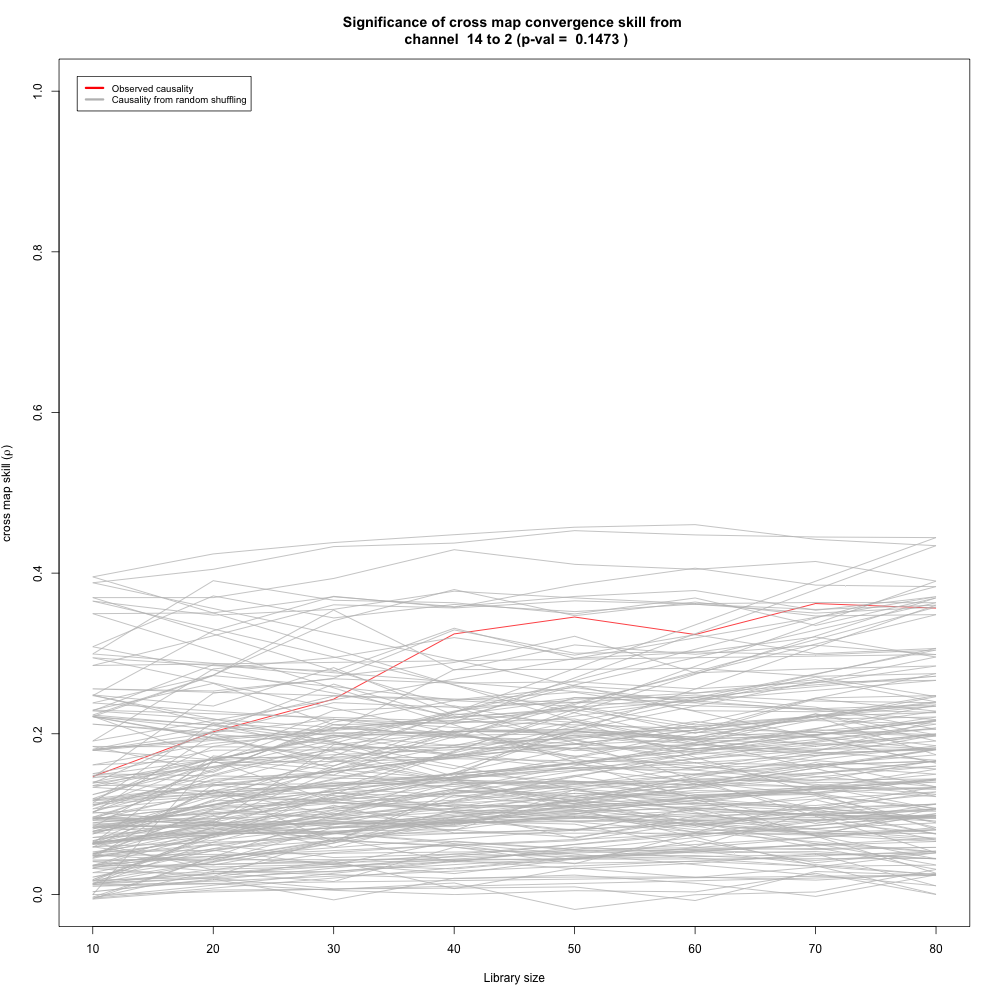 Significance of cross map convergence skill from
channel  14 to 2 (p-val =  0.1473 )
Observed causality
Causality from random shuffling
cross map skill (ρ)
1.0
0.8
0.6
0.4
0.2
0.0
10 20 30 40 50 60 70 80
Library size